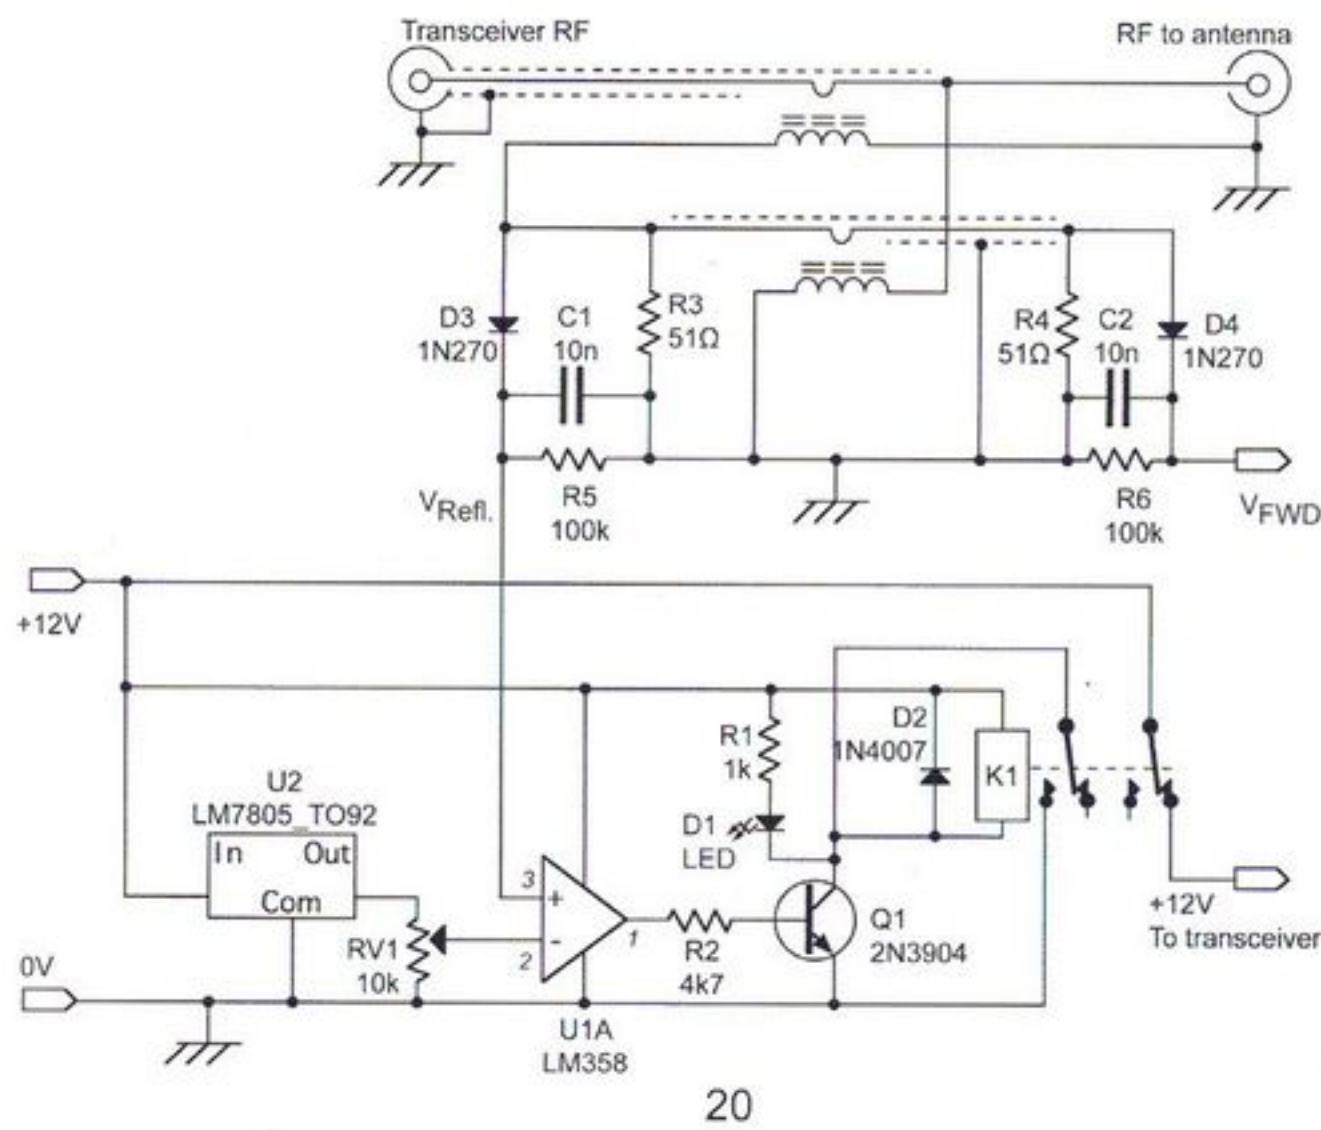 Transceiver RF
RF to antenna
D3
1N270
C1
10n
R3
51Ω
R4
51Ω
C2
10n
D4
1N270
VRefl.
R5
100k
R6
100k
VFWD
+12V
U2
LM7805_TO92
In
Out
Com
R1
1k
D1
LED
D2
1N4007
K1
RV1
10k
3
+
-
2
1
R2
4k7
Q1
2N3904
+12V
To transceiver
0V
U1A
LM358
20